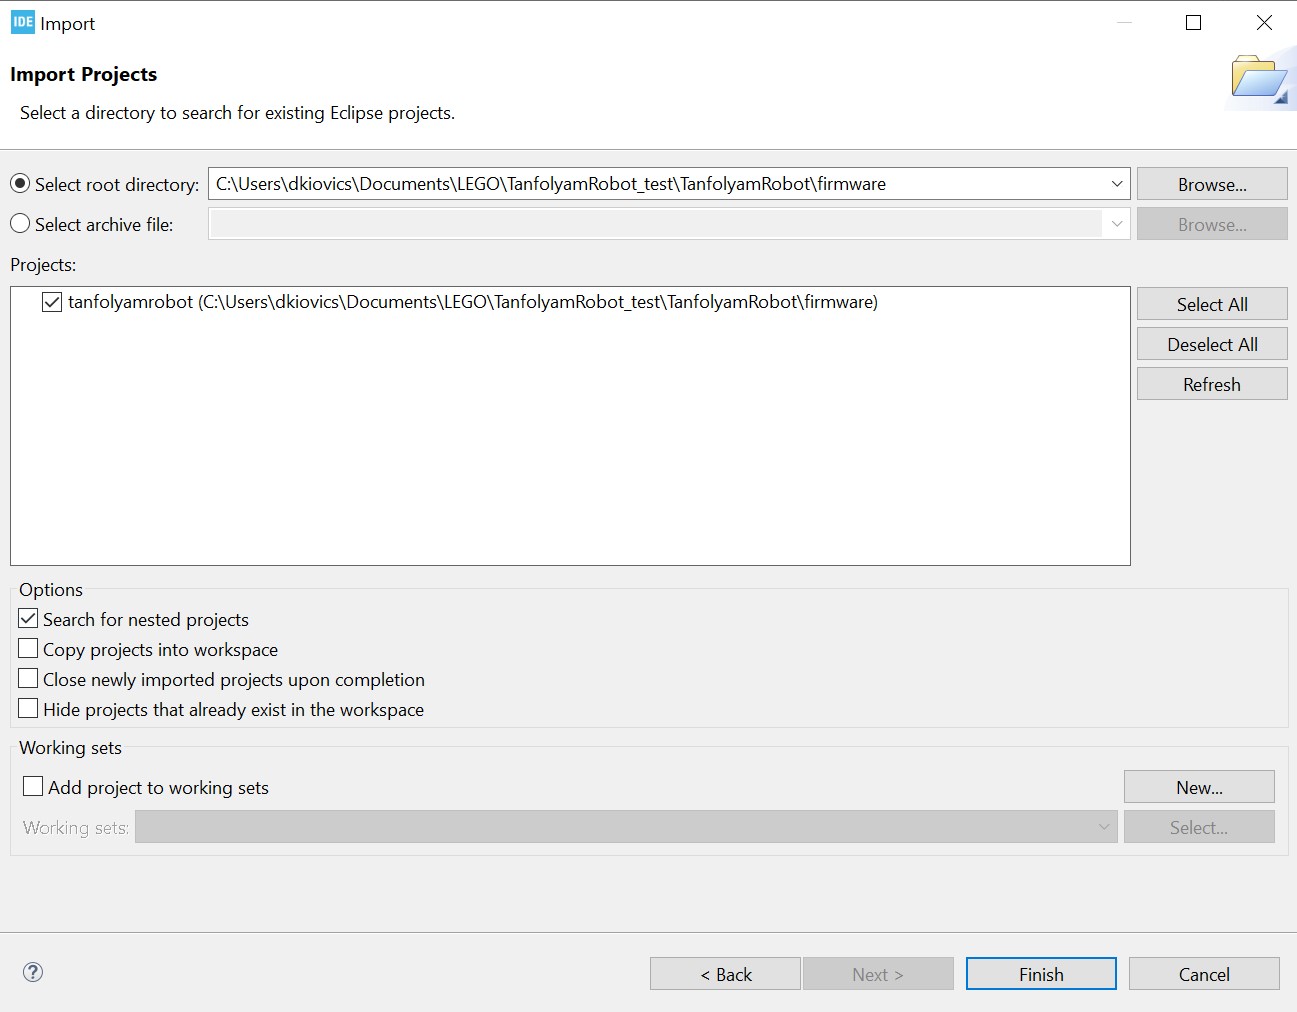 IDE Import
Import Projects
Select a directory to search for existing Eclipse projects.
Select root directory: C:\Users\dkiovics\Documents\LEGO\TanfolyamRobot_test\TanfolyamRobot\firmware Browse...
Select archive file: Browse...
Projects:
tanfolyamrobot (C:\Users\dkiovics\Documents\LEGO\TanfolyamRobot_test\TanfolyamRobot\firmware)
Select All
Deselect All
Refresh
Options
Search for nested projects
Copy projects into workspace
Close newly imported projects upon completion
Hide projects that already exist in the workspace
Working sets
Add project to working sets New...
Working sets: Select...
? < Back Next > Finish Cancel